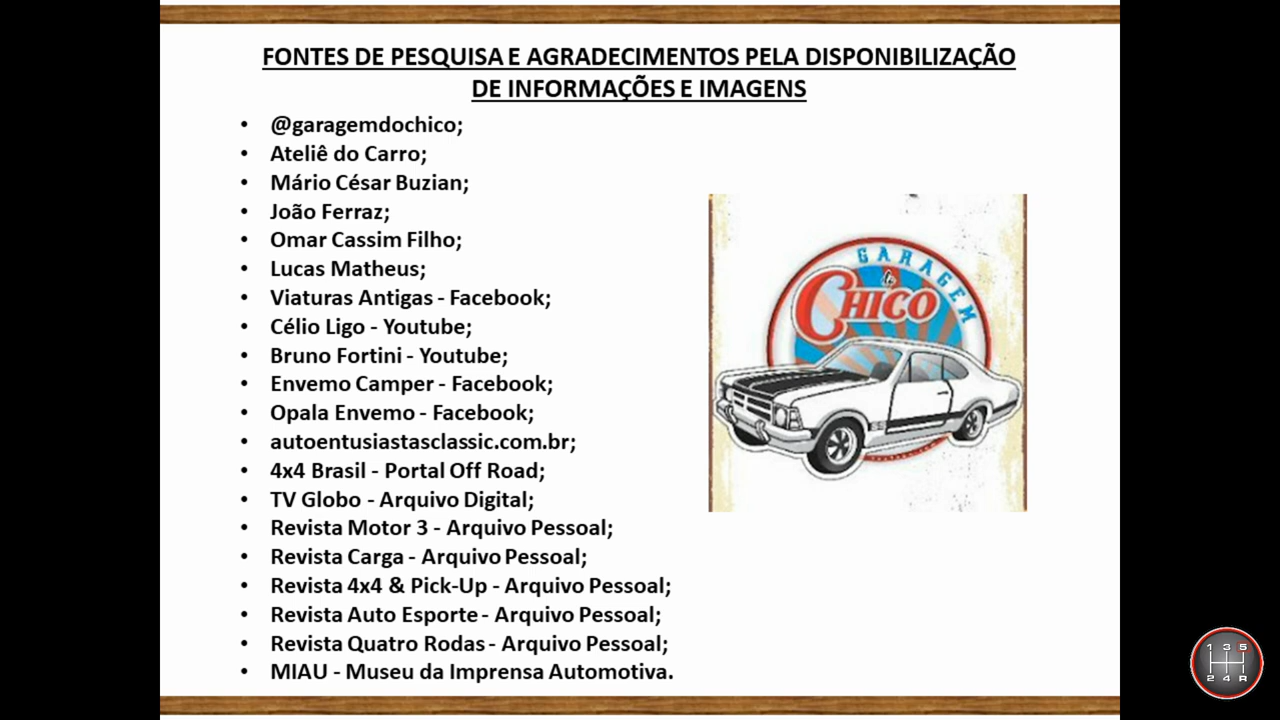 FONTES DE PESQUISA E AGRADECIMENTOS PELA DISPONIBILIZAÇÃO
DE INFORMAÇÕES E IMAGENS
• @garagemdochico;
• Ateliê do Carro;
• Mário César Buzian;
• João Ferraz;
• Omar Cassim Filho;
• Lucas Matheus;
• Viaturas Antigas - Facebook;
• Célio Ligo - Youtube;
• Bruno Fortini - Youtube;
• Envemo Camper - Facebook;
• Opala Envemo - Facebook;
• autoentusiastasclassic.com.br;
• 4x4 Brasil - Portal Off Road;
• TV Globo - Arquivo Digital;
• Revista Motor 3 - Arquivo Pessoal;
• Revista Carga - Arquivo Pessoal;
• Revista 4x4 & Pick-Up - Arquivo Pessoal;
• Revista Auto Esporte - Arquivo Pessoal;
• Revista Quatro Rodas - Arquivo Pessoal;
• MIAU - Museu da Imprensa Automotiva.
GARAGEM
CHICO
1 3 5
2 4 R